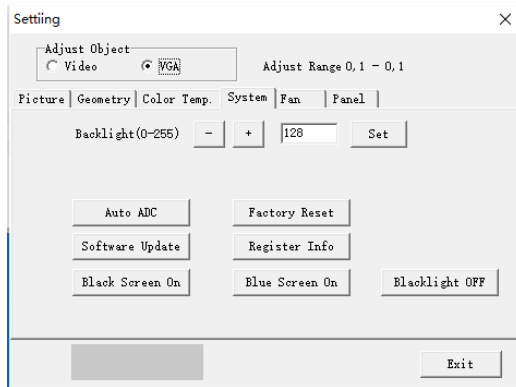 Settiing
Adjust Object
Video VGA Adjust Range 0,1 - 0,1
Picture Geometry Color Temp. System Fan Panel
Backlight(0-255) - + 128 Set
Auto ADC Factory Reset
Software Update Register Info
Black Screen On Blue Screen On Blacklight OFF
Exit